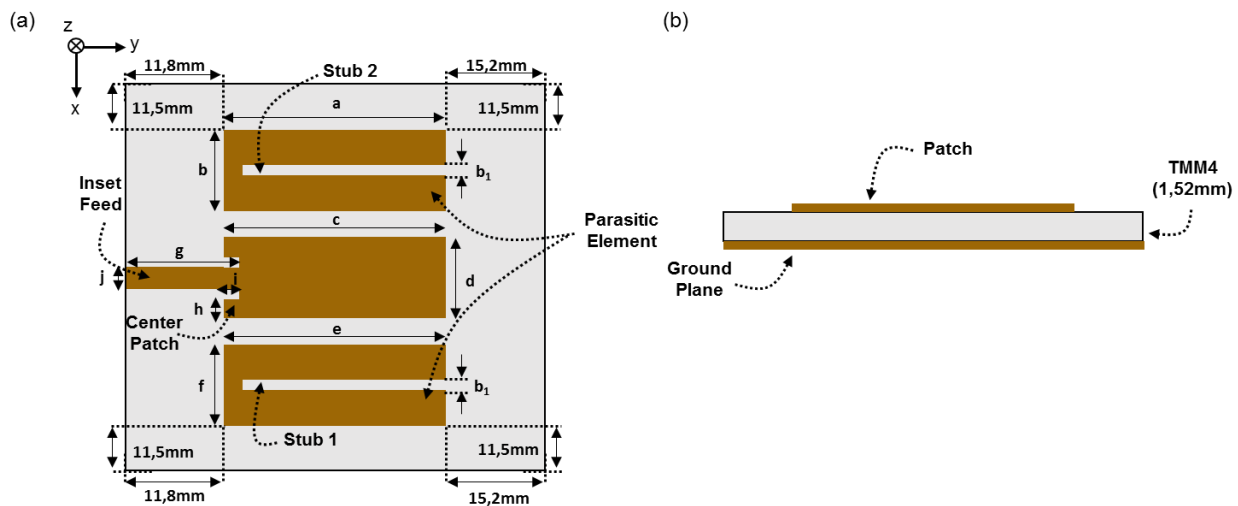 (a)
(b)
z
y
x
11,8mm
15,2mm
Stub 2
11,5mm
a
11,5mm
b
b1
Inset
Feed
c
Parasitic
Element
g
j
i
d
h
Center
Patch
e
f
b1
Stub 1
11,5mm
11,5mm
11,8mm
15,2mm
Patch
TMM4
(1,52mm)
Ground
Plane